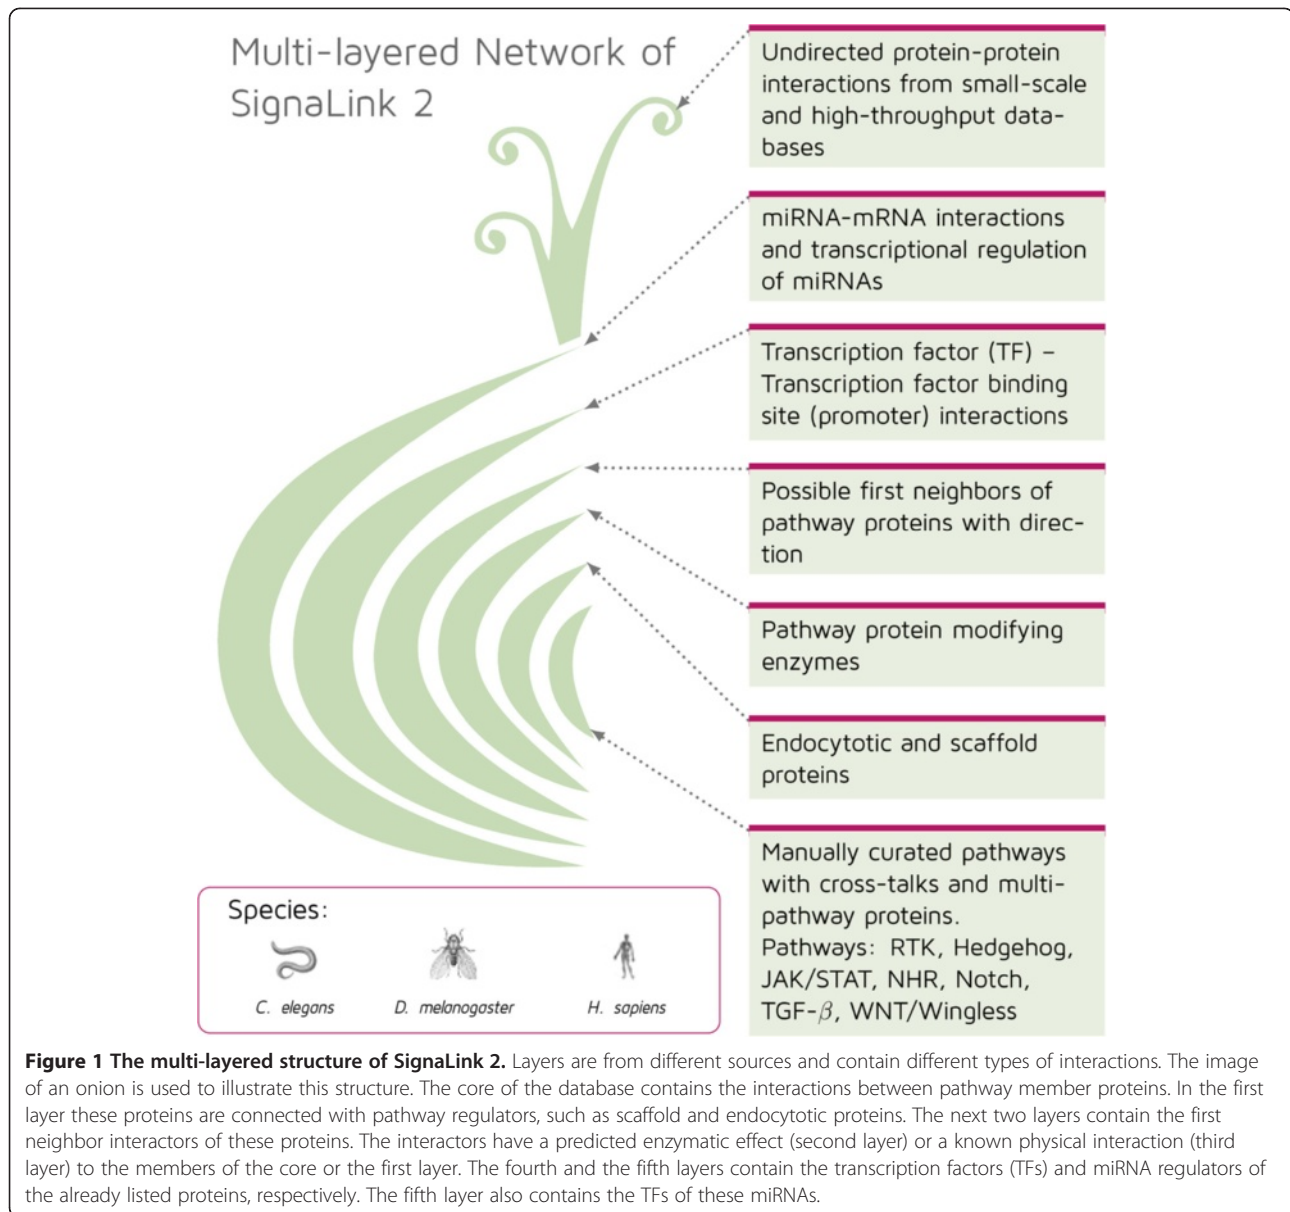 Multi-layered Network of
SignaLink 2
Undirected protein-protein
interactions from small-scale
and high-throughput data-
bases
miRNA-mRNA interactions
and transcriptional regulation
of miRNAs
Transcription factor (TF) –
Transcription factor binding
site (promoter) interactions
Possible first neighbors of
pathway proteins with direc-
tion
Pathway protein modifying
enzymes
Endocytotic and scaffold
proteins
Manually curated pathways
with cross-talks and multi-
pathway proteins.
Pathways: RTK, Hedgehog,
JAK/STAT, NHR, Notch,
TGF-β, WNT/Wingless
Species:
C. elegans D. melanogaster H. sapiens
Figure 1 The multi-layered structure of SignaLink 2. Layers are from different sources and contain different types of interactions. The image
of an onion is used to illustrate this structure. The core of the database contains the interactions between pathway member proteins. In the first
layer these proteins are connected with pathway regulators, such as scaffold and endocytotic proteins. The next two layers contain the first
neighbor interactors of these proteins. The interactors have a predicted enzymatic effect (second layer) or a known physical interaction (third
layer) to the members of the core or the first layer. The fourth and the fifth layers contain the transcription factors (TFs) and miRNA regulators of
the already listed proteins, respectively. The fifth layer also contains the TFs of these miRNAs.